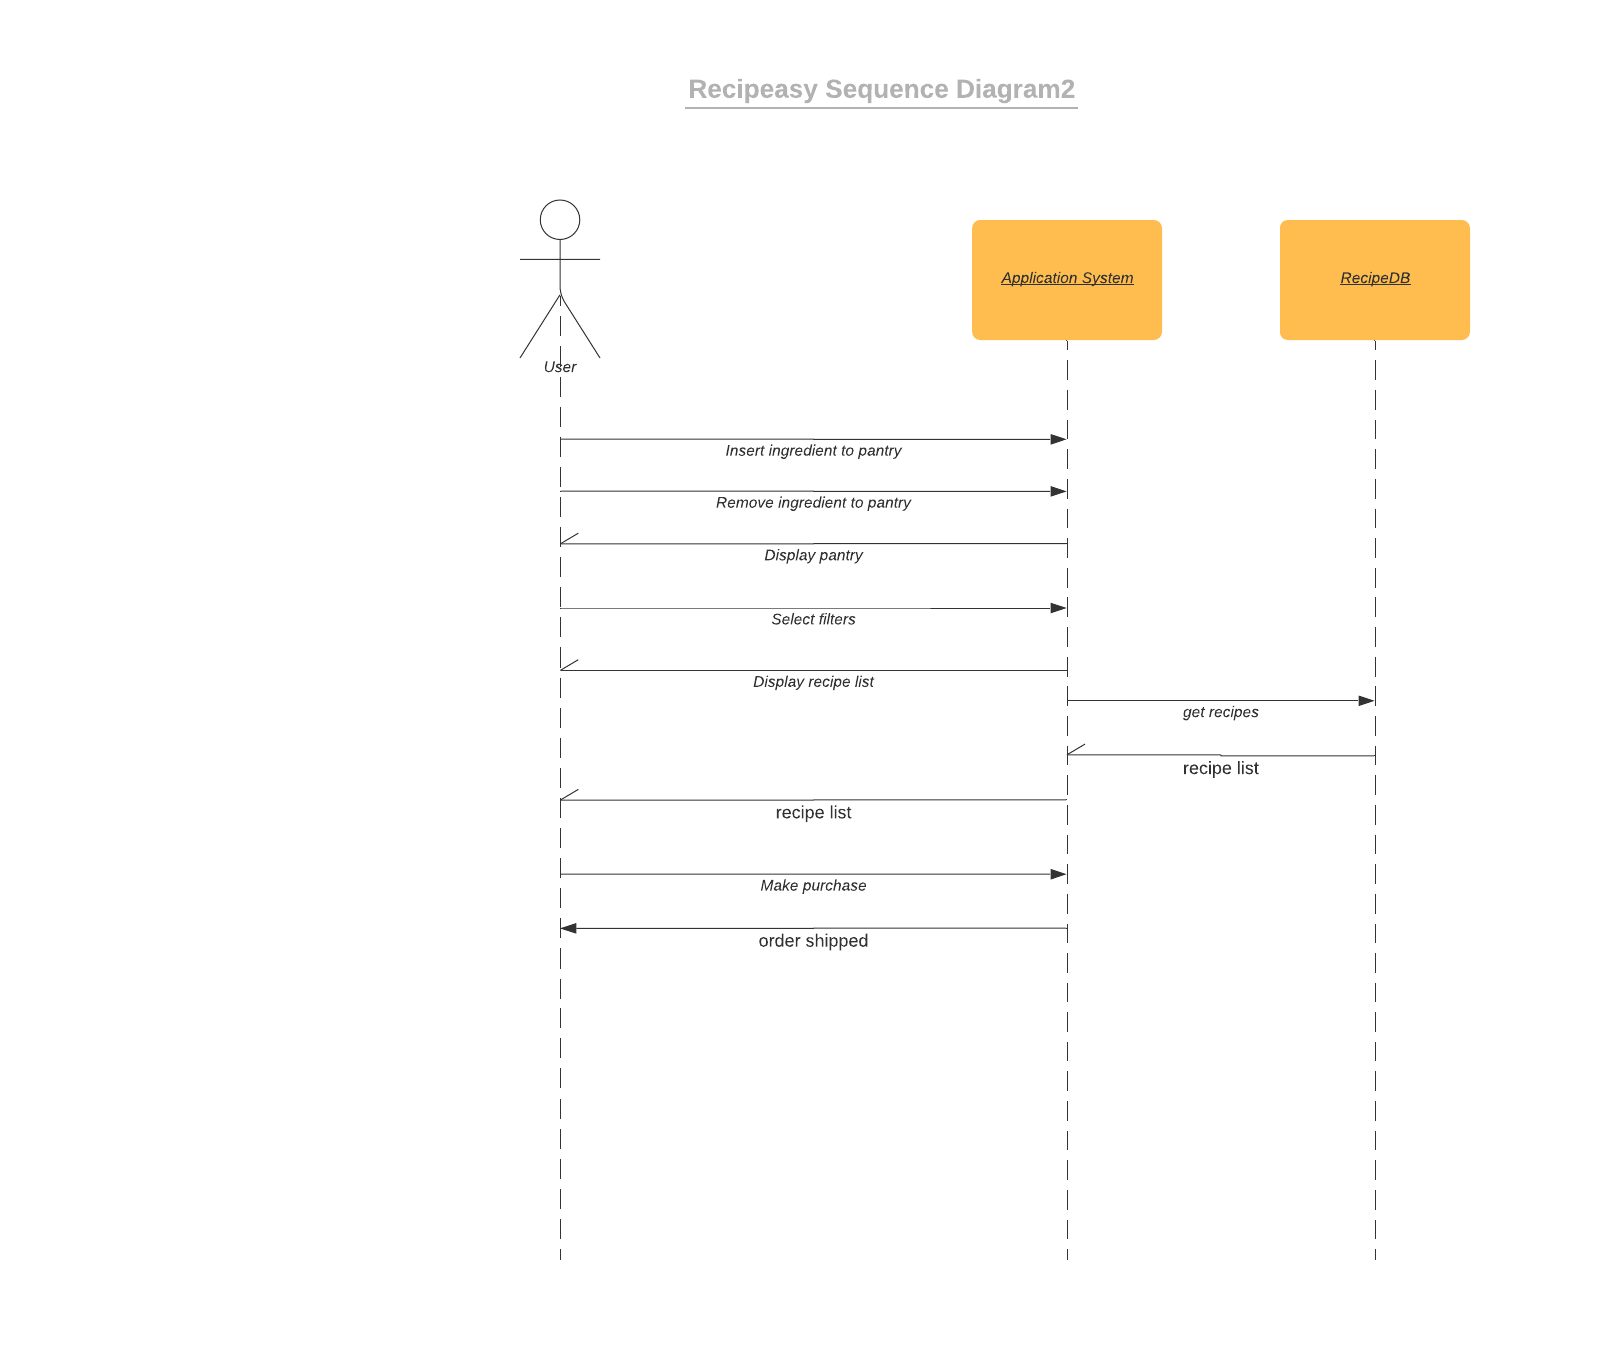 Recipeasy Sequence Diagram2
Application System
RecipeDB
User
Insert ingredient to pantry
Remove ingredient to pantry
Display pantry
Select filters
Display recipe list
get recipes
recipe list
recipe list
Make purchase
order shipped